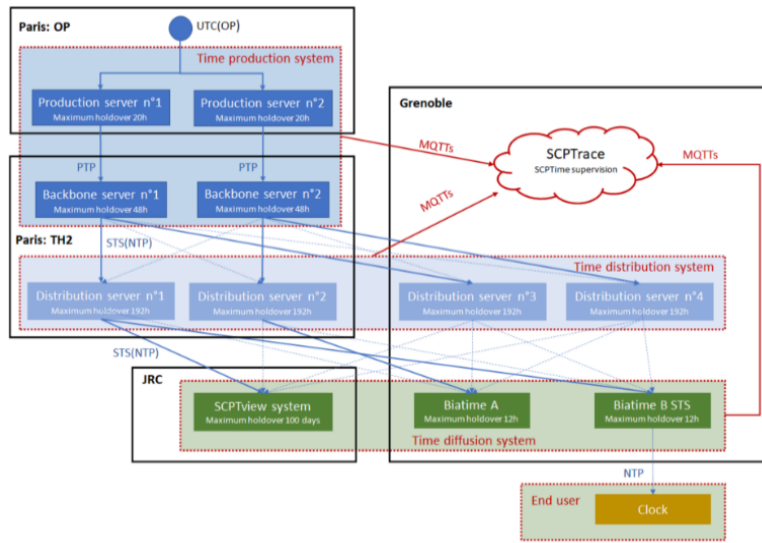 Paris: OP
UTC(OP)
Time production system
Production server n°1
Maximum holdover 20h
Production server n°2
Maximum holdover 20h
Grenoble
MQTTs
SCPTrace
SCPTime supervision
MQTTs
PTP
PTP
Backbone server n°1
Maximum holdover 48h
Backbone server n°2
Maximum holdover 48h
MQTTs
Paris: TH2
STS(NTP)
Time distribution system
Distribution server n°1
Maximum holdover 192h
Distribution server n°2
Maximum holdover 192h
Distribution server n°3
Maximum holdover 192h
Distribution server n°4
Maximum holdover 192h
STS(NTP)
JRC
SCPTview system
Maximum holdover 100 days
Biatime A
Maximum holdover 12h
Biatime B STS
Maximum holdover 12h
Time diffusion system
NTP
End user
Clock